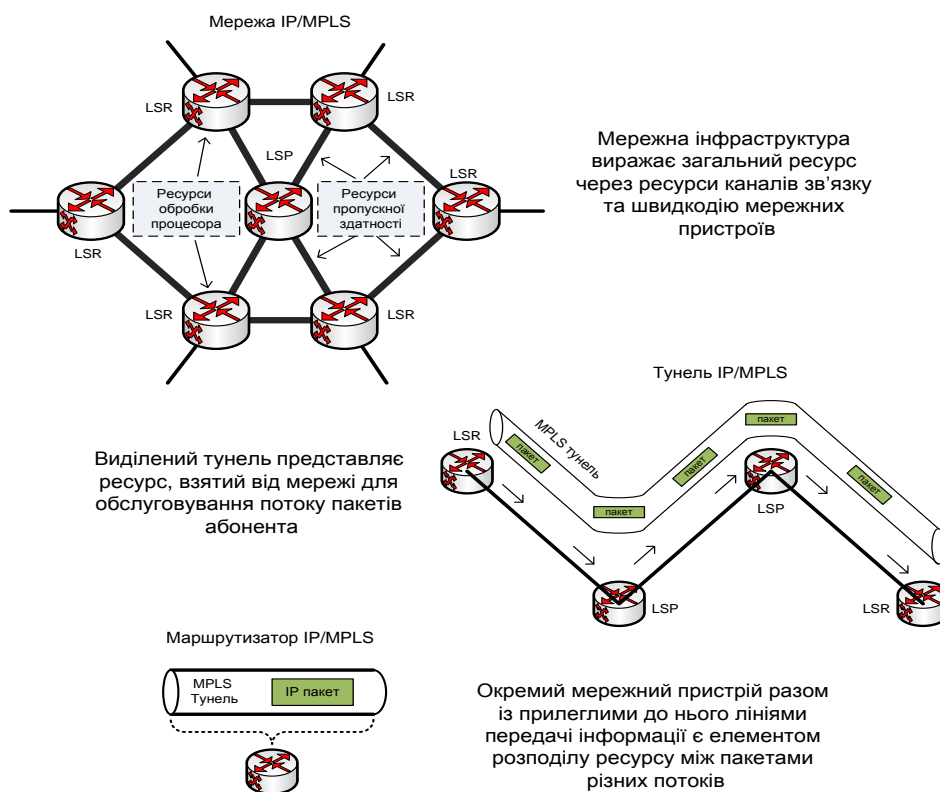 Мережа IP/MPLS
LSR
LSR
LSP
LSR
Ресурси
обробки
процесора
Ресурси
пропускної
здатності
LSR
LSR
LSR
Мережна інфраструктура
виражає загальний ресурс
через ресурси каналів зв’язку
та швидкодію мережних
пристроїв
Тунель IP/MPLS
LSR
MPLS тунель
пакет
пакет
пакет
пакет
пакет
LSP
LSP
LSR
Виділений тунель представляє
ресурс, взятий від мережі для
обслуговування потоку пакетів
абонента
Маршрутизатор IP/MPLS
MPLS
Тунель
IP пакет
Окремий мережний пристрій разом
із прилеглими до нього лініями
передачі інформації є елементом
розподілу ресурсу між пакетами
різних потоків